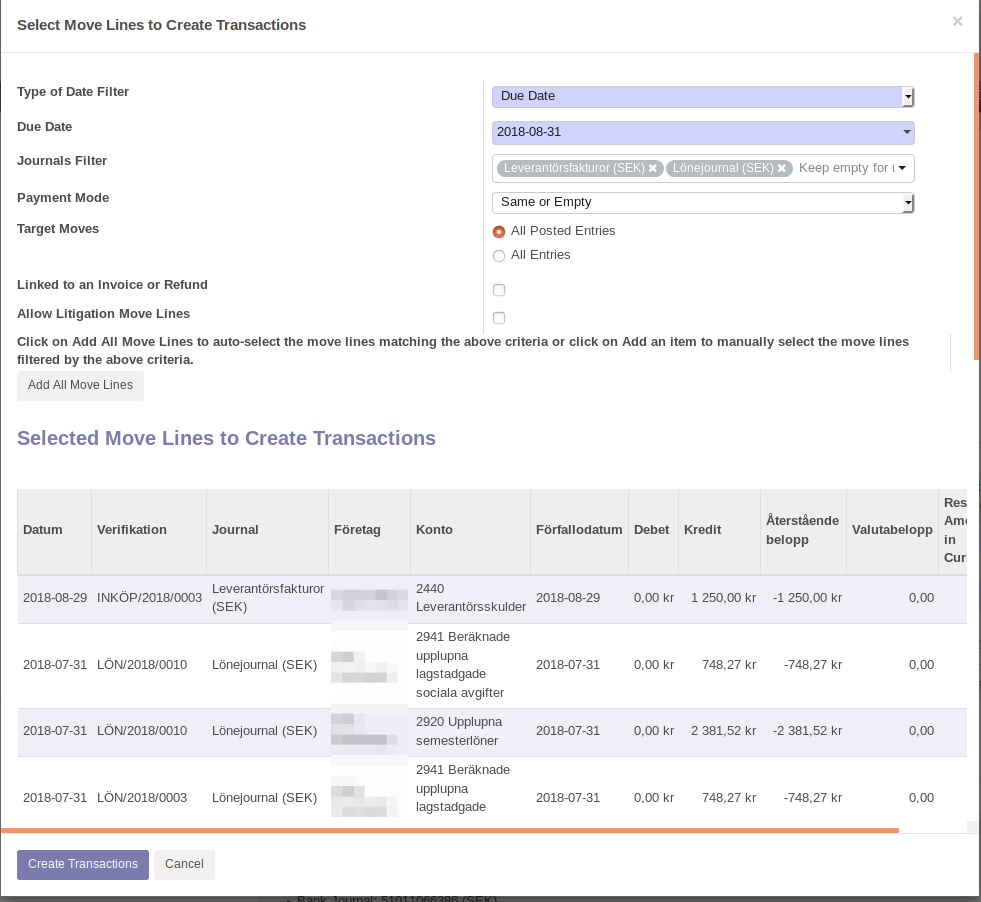 Select Move Lines to Create Transactions ×
Type of Date Filter Due Date
Due Date 2018-08-31
Journals Filter Leverantörsfakturor (SEK) ✖ Lönejournal (SEK) ✖ Keep empty for
Payment Mode Same or Empty
Target Moves All Posted Entries
All Entries
Linked to an Invoice or Refund
Allow Litigation Move Lines
Click on Add All Move Lines to auto-select the move lines matching the above criteria or click on Add an item to manually select the move lines
filtered by the above criteria.
Add All Move Lines
Selected Move Lines to Create Transactions
Datum Verifikation Journal Företag Konto Förfallodatum Debet Kredit Återstående belopp Valutabelopp Res Amo in Cur
2018-08-29 INKÖP/2018/0003 Leverantörsfakturor (SEK) 2440 Leverantörsskulder 2018-08-29 0,00 kr 1 250,00 kr -1 250,00 kr 0,00
2018-07-31 LÖN/2018/0010 Lönejournal (SEK) 2941 Beräknade upplupna lagstadgade sociala avgifter 2018-07-31 0,00 kr 748,27 kr -748,27 kr 0,00
2018-07-31 LÖN/2018/0010 Lönejournal (SEK) 2920 Upplupna semesterlöner 2018-07-31 0,00 kr 2 381,52 kr -2 381,52 kr 0,00
2018-07-31 LÖN/2018/0003 Lönejournal (SEK) 2941 Beräknade upplupna lagstadgade 2018-07-31 0,00 kr 748,27 kr -748,27 kr 0,00
Create Transactions Cancel
Bank Journal: 51011066386 (SEK)